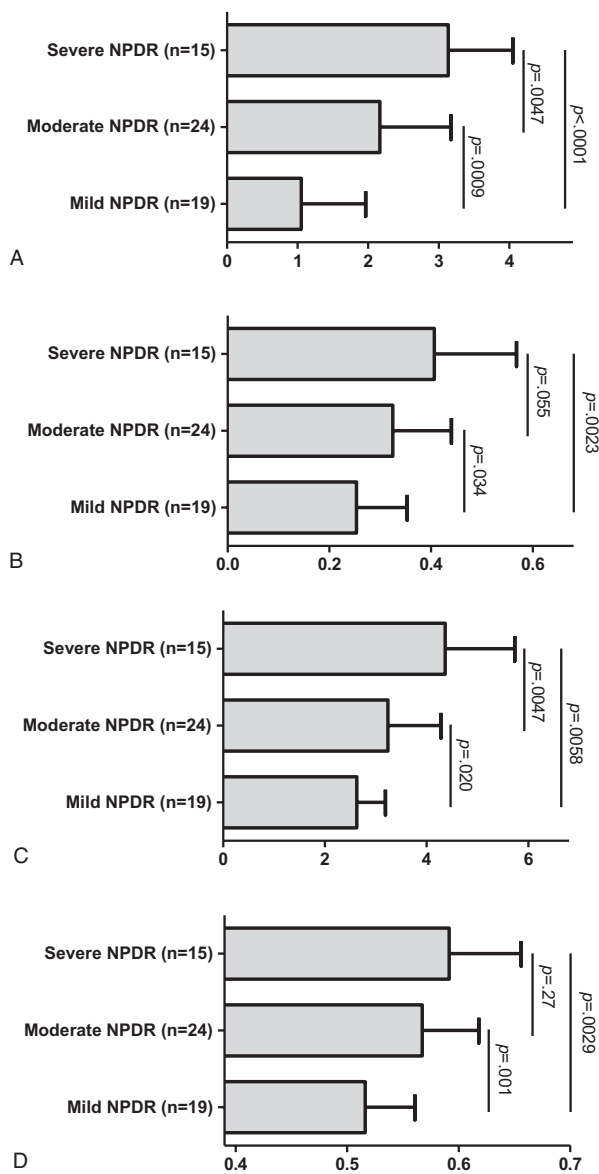 Severe NPDR (n=15)
Moderate NPDR (n=24)
Mild NPDR (n=19)
p=.0047
p=.0009
p<.0001
0 1 2 3 4
A
Severe NPDR (n=15)
Moderate NPDR (n=24)
Mild NPDR (n=19)
p=.055
p=.034
p=.0023
0.0 0.2 0.4 0.6
B
Severe NPDR (n=15)
Moderate NPDR (n=24)
Mild NPDR (n=19)
p=.0047
p=.020
p=.0058
0 2 4 6
C
Severe NPDR (n=15)
Moderate NPDR (n=24)
Mild NPDR (n=19)
p=.27
p=.001
p=.0029
0.4 0.5 0.6 0.7
D